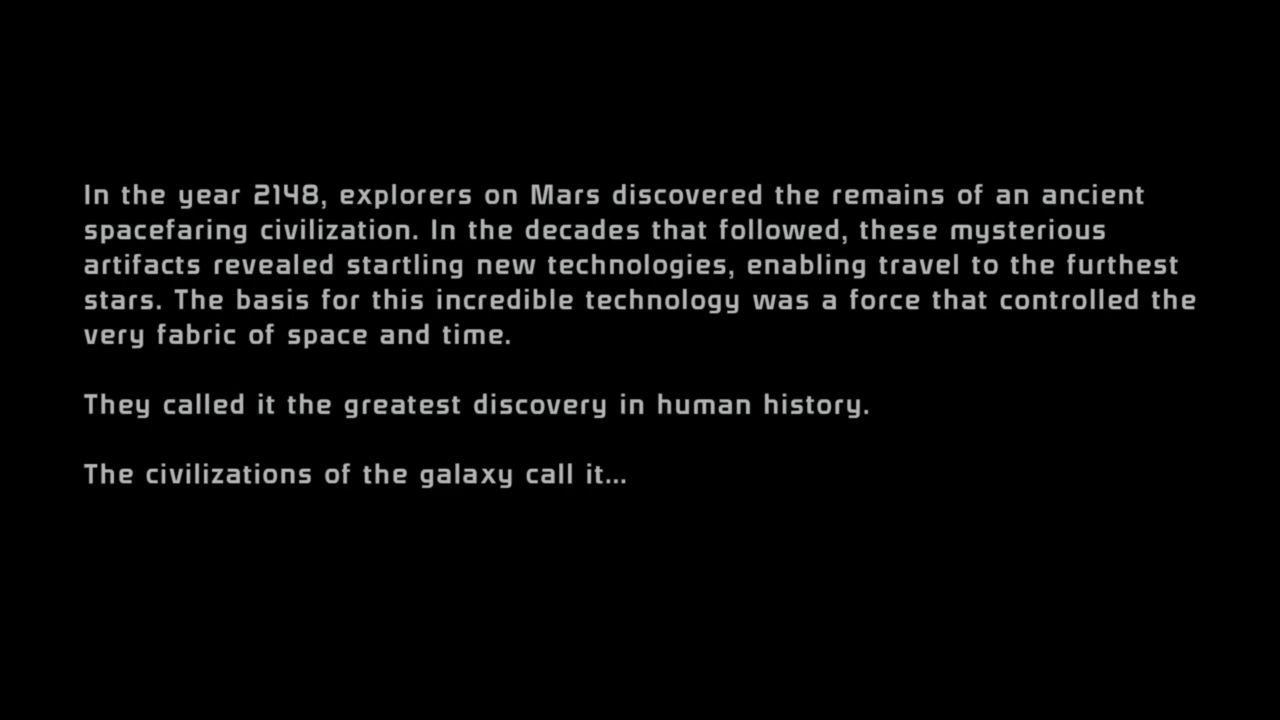 In the year 2148, explorers on Mars discovered the remains of an ancient
spacefaring civilization. In the decades that followed, these mysterious
artifacts revealed startling new technologies, enabling travel to the furthest
stars. The basis for this incredible technology was a force that controlled the
very fabric of space and time.
They called it the greatest discovery in human history.
The civilizations of the galaxy call it...